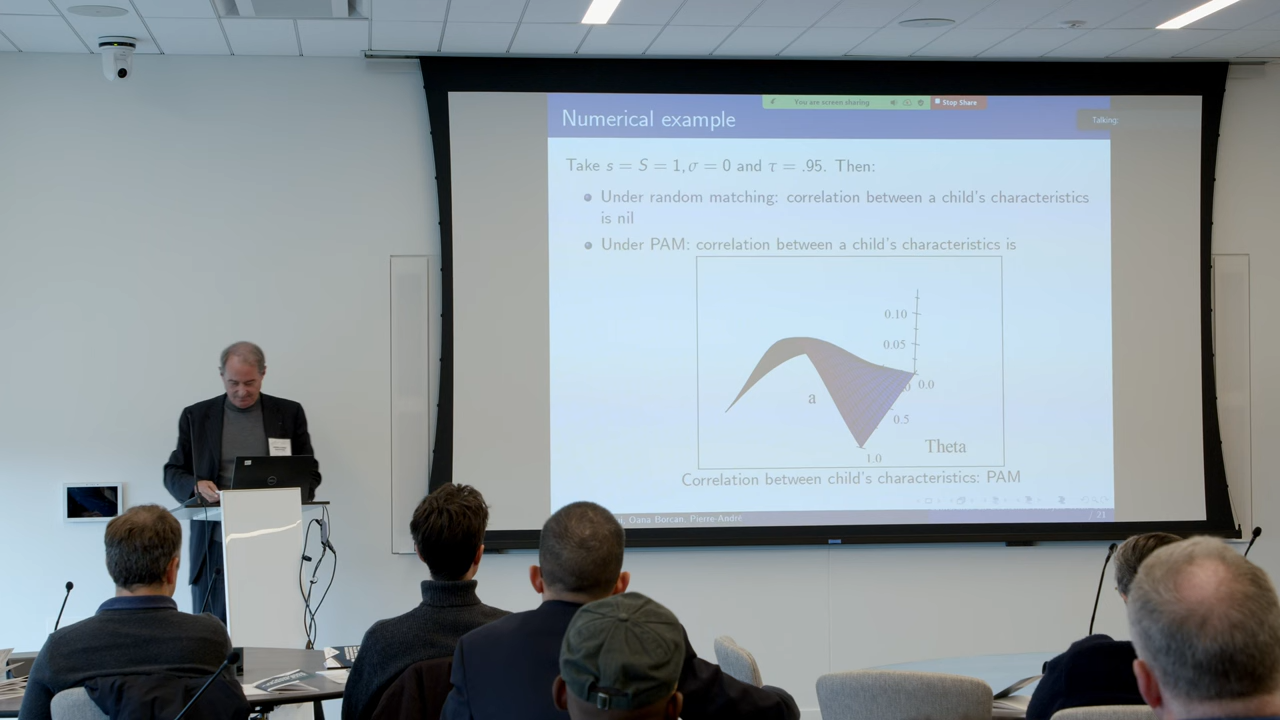 You are screen sharing
Stop Share
Numerical example
Talking:
Take s = S = 1, σ = 0 and τ = .95. Then:
Under random matching: correlation between a child's characteristics
is nil
Under PAM: correlation between a child's characteristics is
0.10
0.05
0.0
a
0.5
Theta
1.0
Correlation between child's characteristics: PAM
Oana Borcan, Pierre-André
/ 21